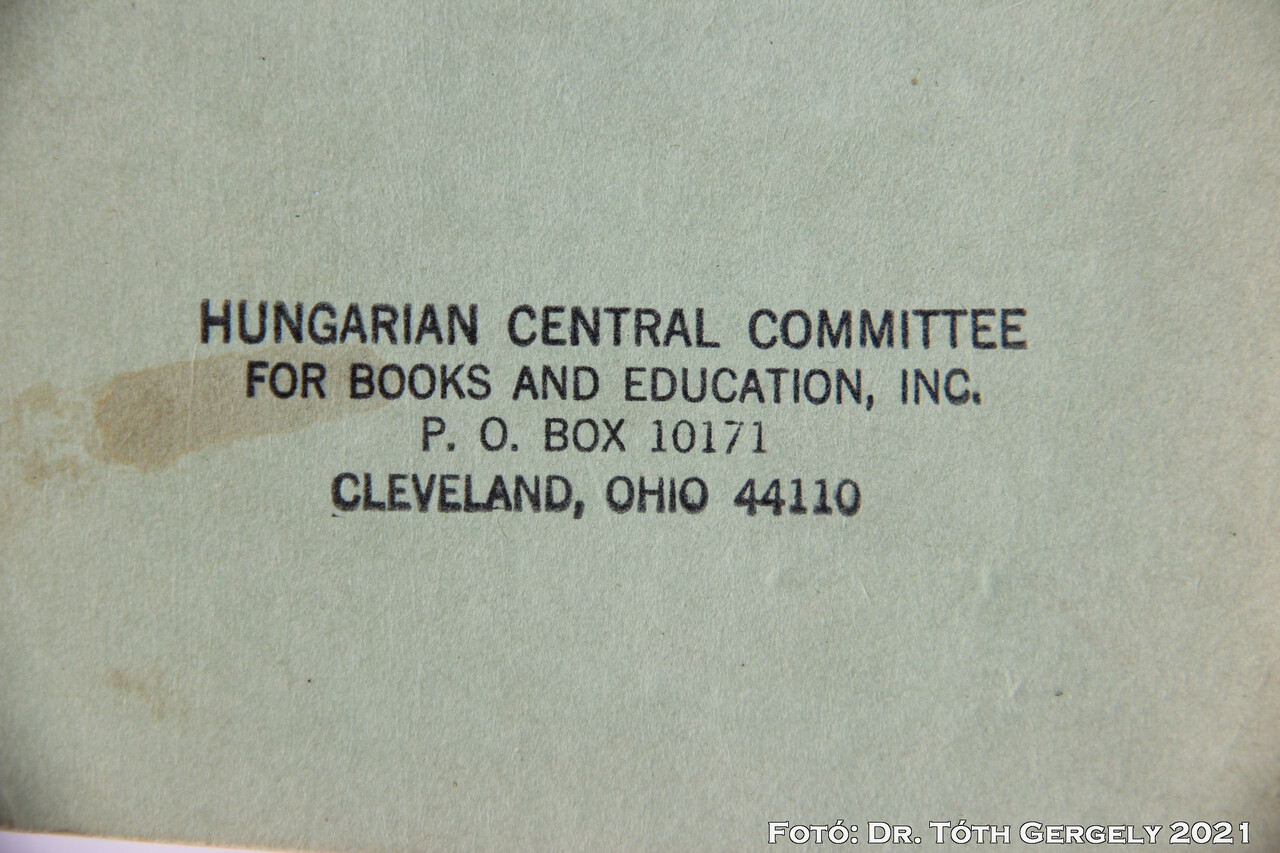 HUNGARIAN CENTRAL COMMITTEE
FOR BOOKS AND EDUCATION, INC.
P. O. BOX 10171
CLEVELAND, OHIO 44110
FOTÓ: DR. TÓTH GERGELY 2021